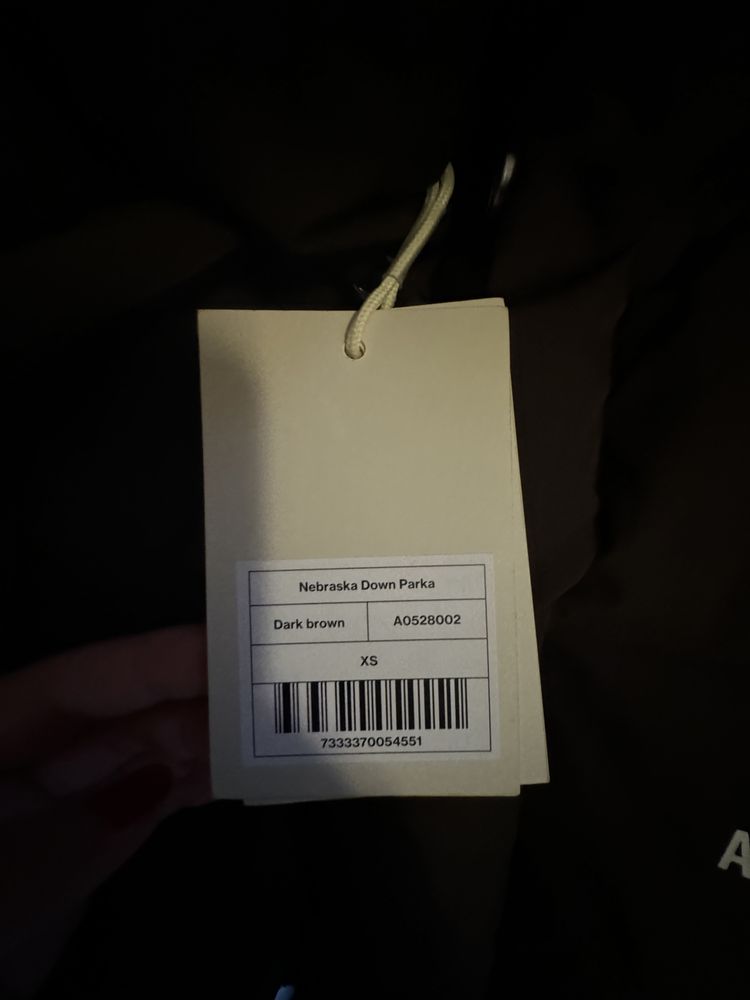 Nebraska Down Parka
Dark brown A0528002
XS
7333370054551
A